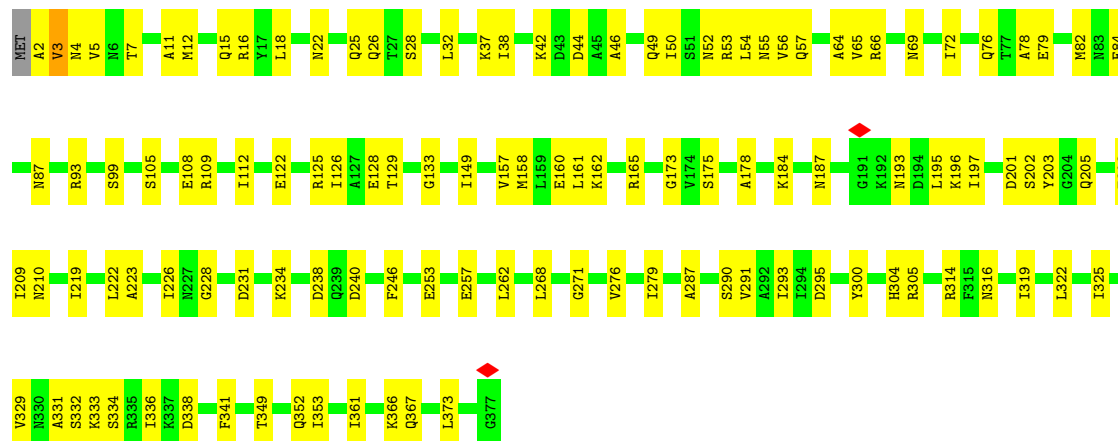 MET A2 V3 N4 V5 N6 T7 A11 M12 Q15 R16 Y17 L18 N22 Q25 Q26 T27 S28 L32 K37 I38 K42 D43 D44 A45 A46 Q49 I50 S51 N52 R53 L54 N55 V56 Q57 A64 V65 R66 N69 I72 Q76 T77 A78 E79 M82 N83
N87 R93 S99 S105 E108 R109 I112 E122 R125 I126 A127 E128 T129 G133 I149 V157 M158 L159 E160 L161 K162 R165 G173 V174 S175 A178 K184 N187 G191 K192 N193 D194 L195 K196 I197 D201 S202 Y203 G204 Q205
I209 N210 I219 L222 A223 I226 N227 G228 D231 K234 D238 Q239 D240 F246 E253 E257 L262 L268 G271 V276 I279 A287 S290 V291 A292 I293 I294 D295 Y300 H304 R305 R314 F315 N316 I319 L322 I325
V329 N330 A331 S332 K333 S334 R335 I336 K337 D338 F341 T349 Q352 I353 I361 K366 Q367 L373 G377